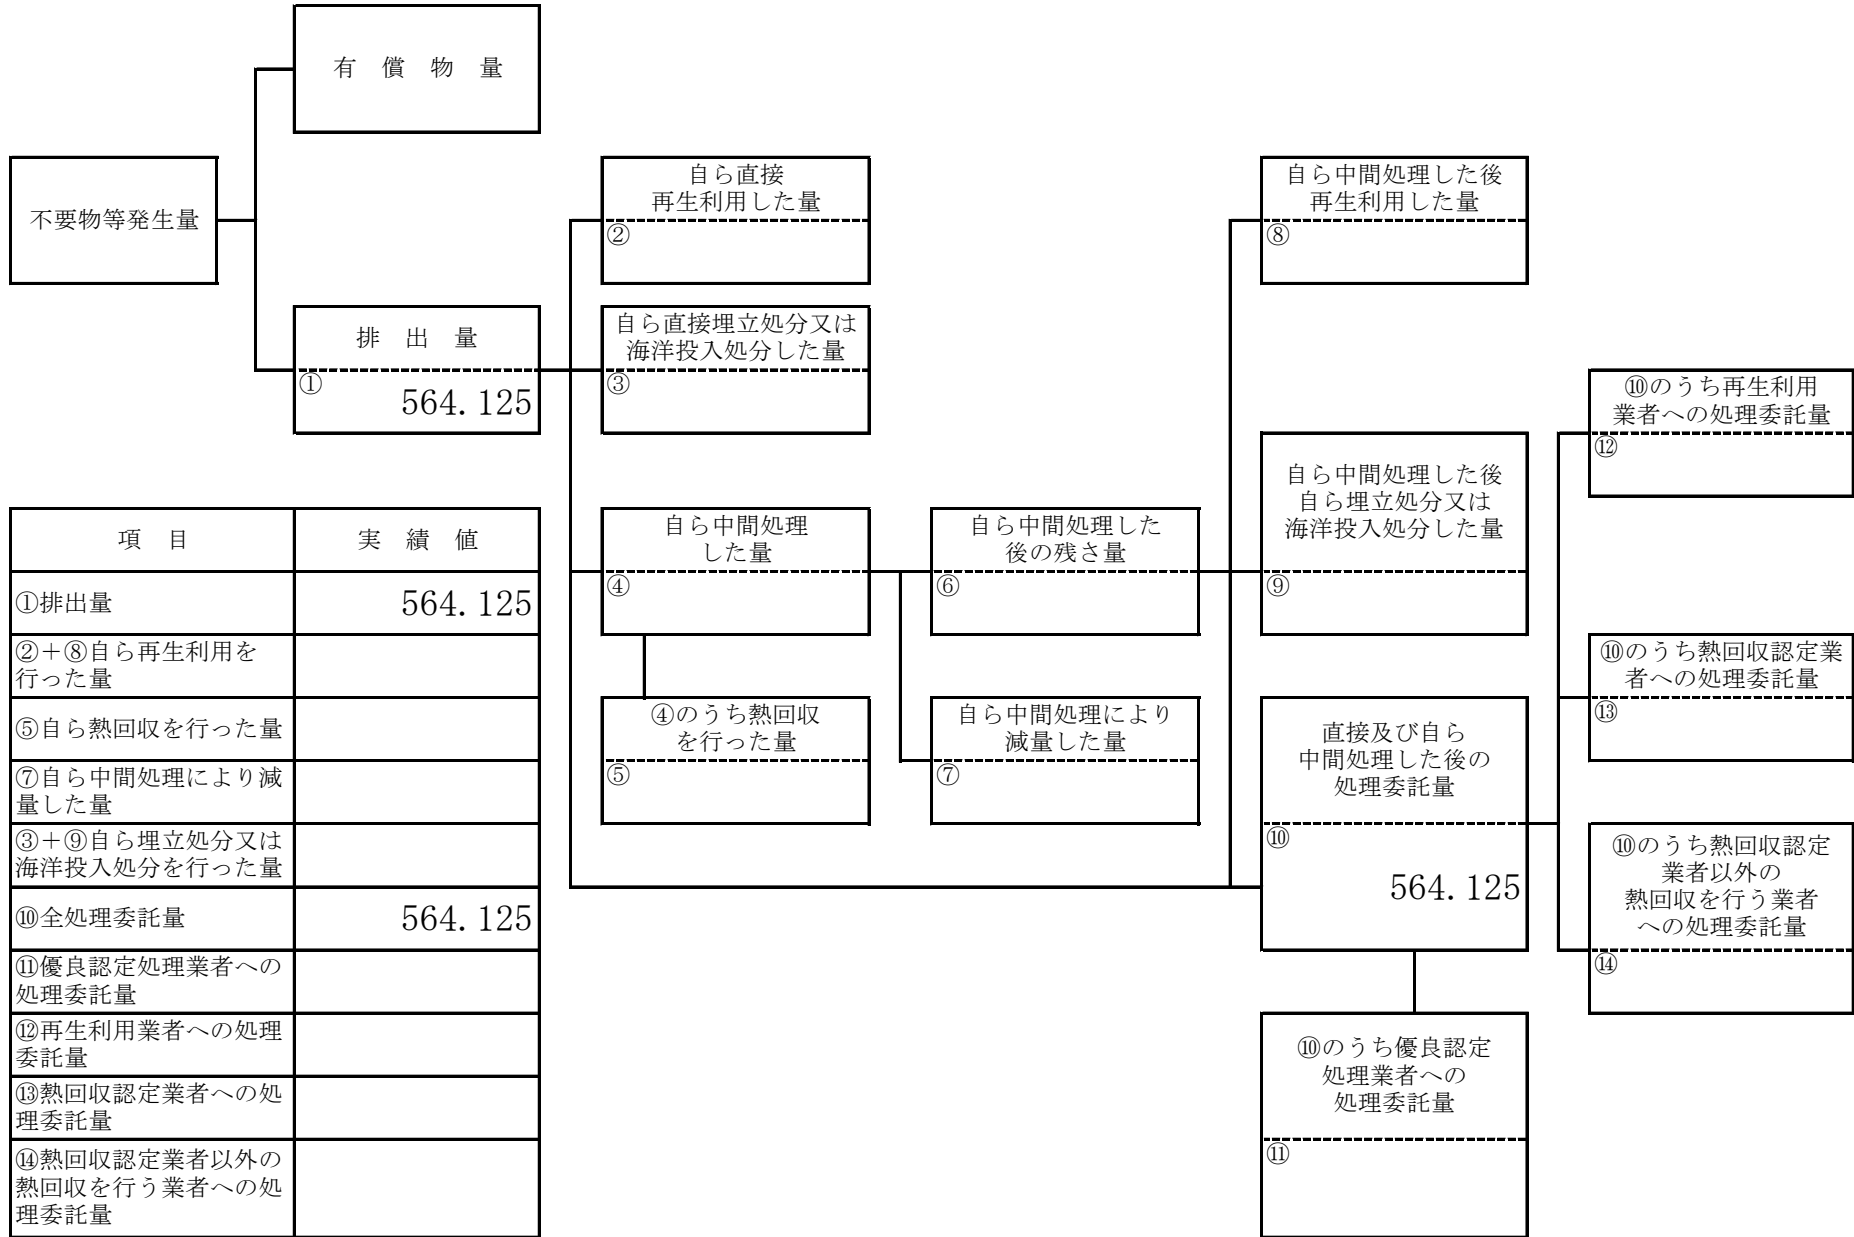 有　償　物　量
不要物等発生量
排　出　量
①
564.125
自ら直接
再生利用した量
②
自ら直接埋立処分又は
海洋投入処分した量
③
自ら中間処理
した量
④
④のうち熱回収
を行った量
⑤
自ら中間処理した
後の残さ量
⑥
自ら中間処理により
減量した量
⑦
自ら中間処理した後
再生利用した量
⑧
自ら中間処理した後
自ら埋立処分又は
海洋投入処分した量
⑨
直接及び自ら
中間処理した後の
処理委託量
⑩
564.125
⑩のうち優良認定
処理業者への
処理委託量
⑪
⑩のうち再生利用
業者への処理委託量
⑫
⑩のうち熱回収認定業
者への処理委託量
⑬
⑩のうち熱回収認定
業者以外の
熱回収を行う業者
への処理委託量
⑭
項　目　実　績　値
①排出量　564.125
②＋⑧自ら再生利用を
行った量
⑤自ら熱回収を行った量
⑦自ら中間処理により減
量した量
③＋⑨自ら埋立処分又は
海洋投入処分を行った量
⑩全処理委託量　564.125
⑪優良認定処理業者への
処理委託量
⑫再生利用業者への処理
委託量
⑬熱回収認定業者への処
理委託量
⑭熱回収認定業者以外の
熱回収を行う業者への処
理委託量